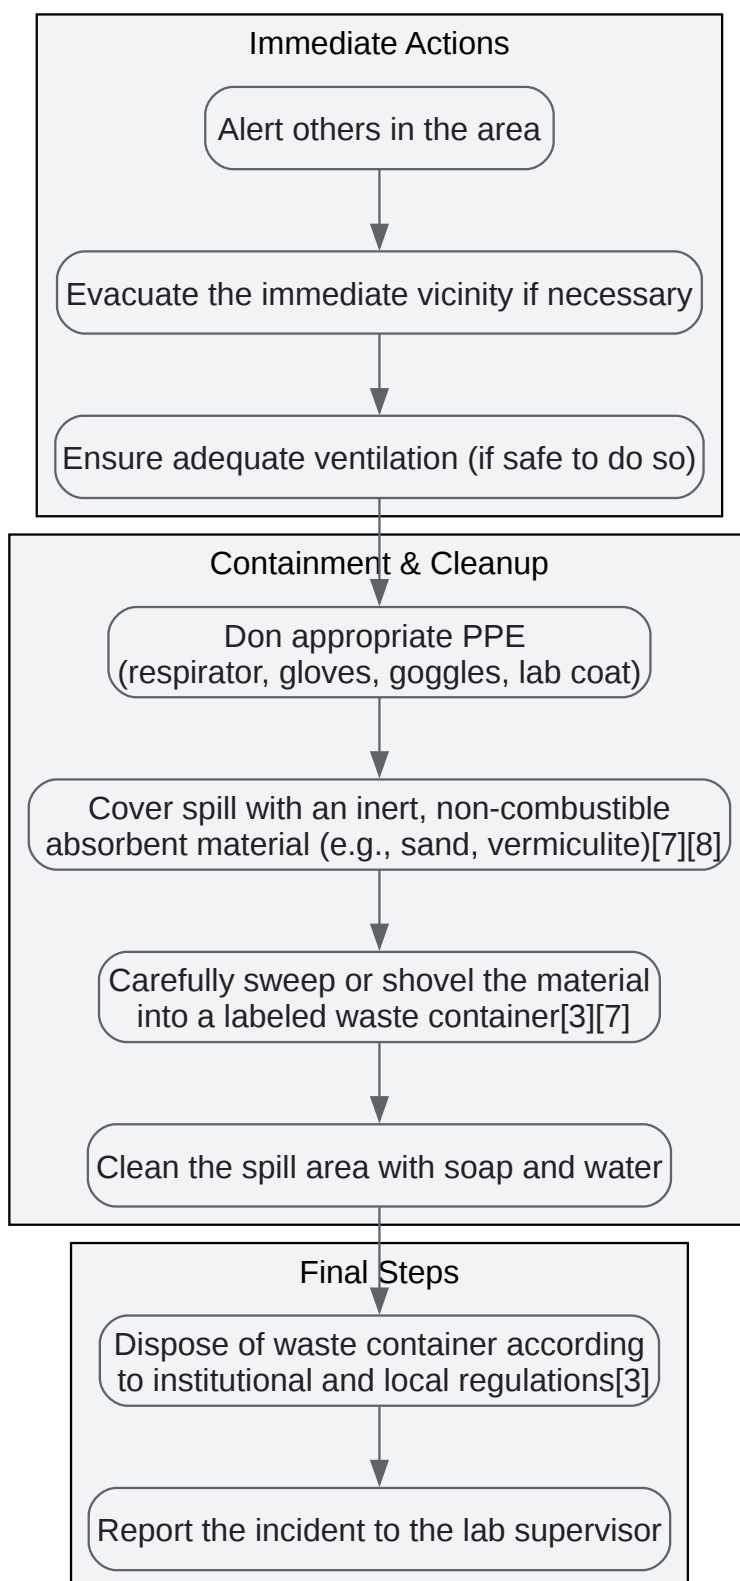 Immediate Actions
Alert others in the area
Evacuate the immediate vicinity if necessary
Ensure adequate ventilation (if safe to do so)
Containment & Cleanup
Don appropriate PPE
(respirator, gloves, goggles, lab coat)
Cover spill with an inert, non-combustible
absorbent material (e.g., sand, vermiculite)[7][8]
Carefully sweep or shovel the material
into a labeled waste container[3][7]
Clean the spill area with soap and water
Final Steps
Dispose of waste container according
to institutional and local regulations[3]
Report the incident to the lab supervisor